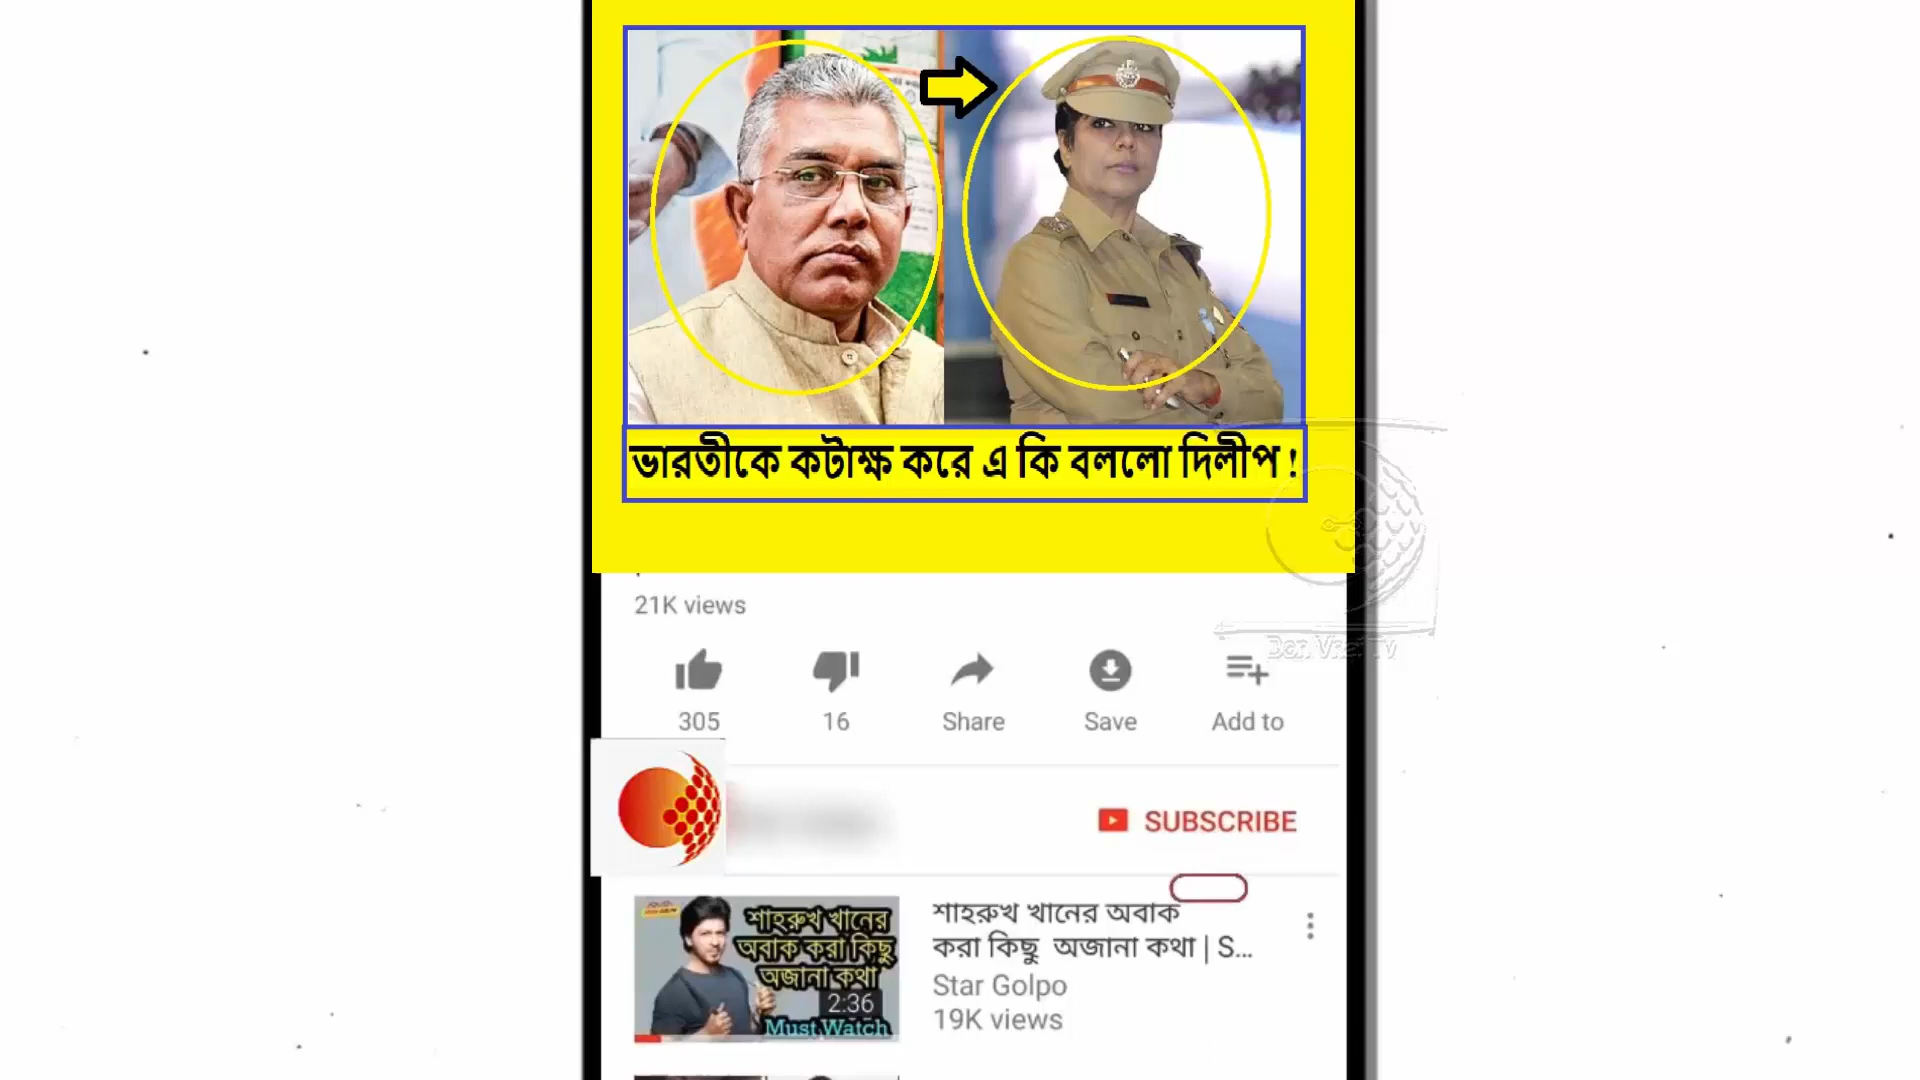 ভারতীকে কটাক্ষ করে এ কি বললো দিলীপ !
21K views
305
16
Share
Save
Add to
SUBSCRIBE
শাহরুখ খানের
অবাক করা কিছু
অজানা কথা
2:36
Must Watch
শাহরুখ খানের অবাক
করা কিছু অজানা কথা | S...
Star Golpo
19K views